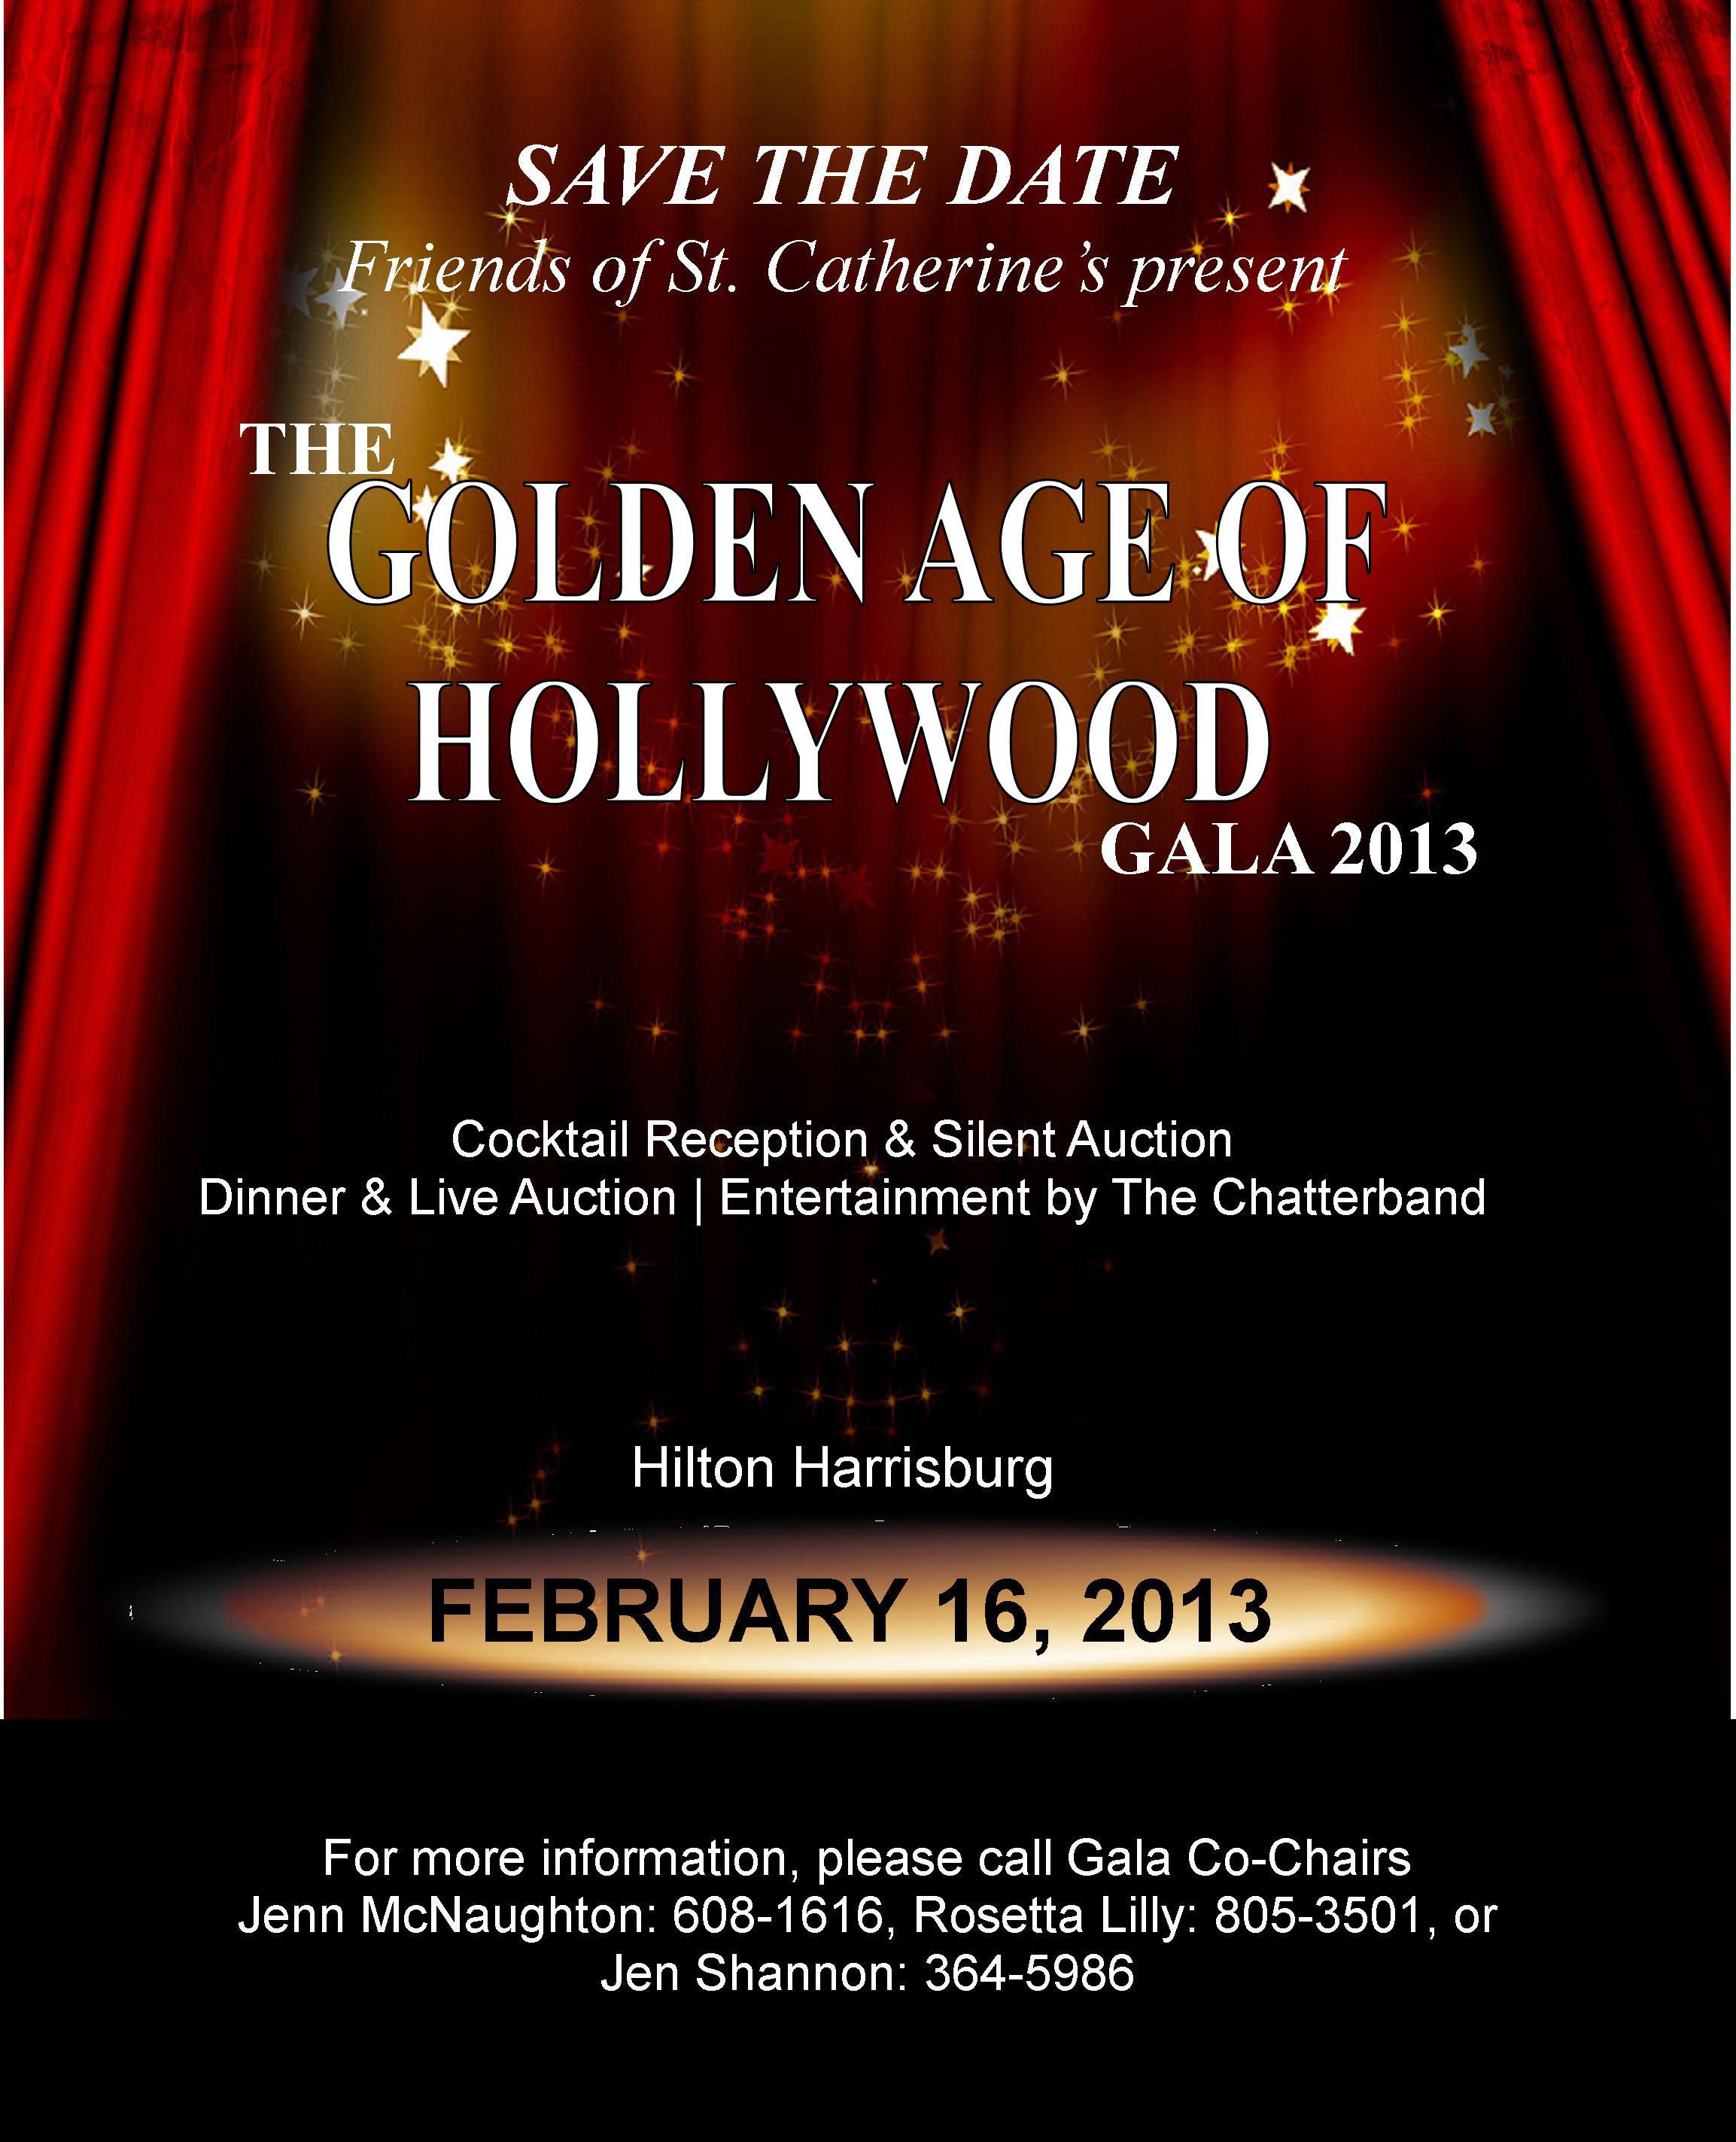 SAVE THE DATE
Friends of St. Catherine's present
THE
GOLDEN AGE OF
HOLLYWOOD
GALA 2013
Cocktail Reception & Silent Auction
Dinner & Live Auction | Entertainment by The Chatterband
Hilton Harrisburg
FEBRUARY 16, 2013
For more information, please call Gala Co-Chairs
Jenn McNaughton: 608-1616, Rosetta Lilly: 805-3501, or
Jen Shannon: 364-5986